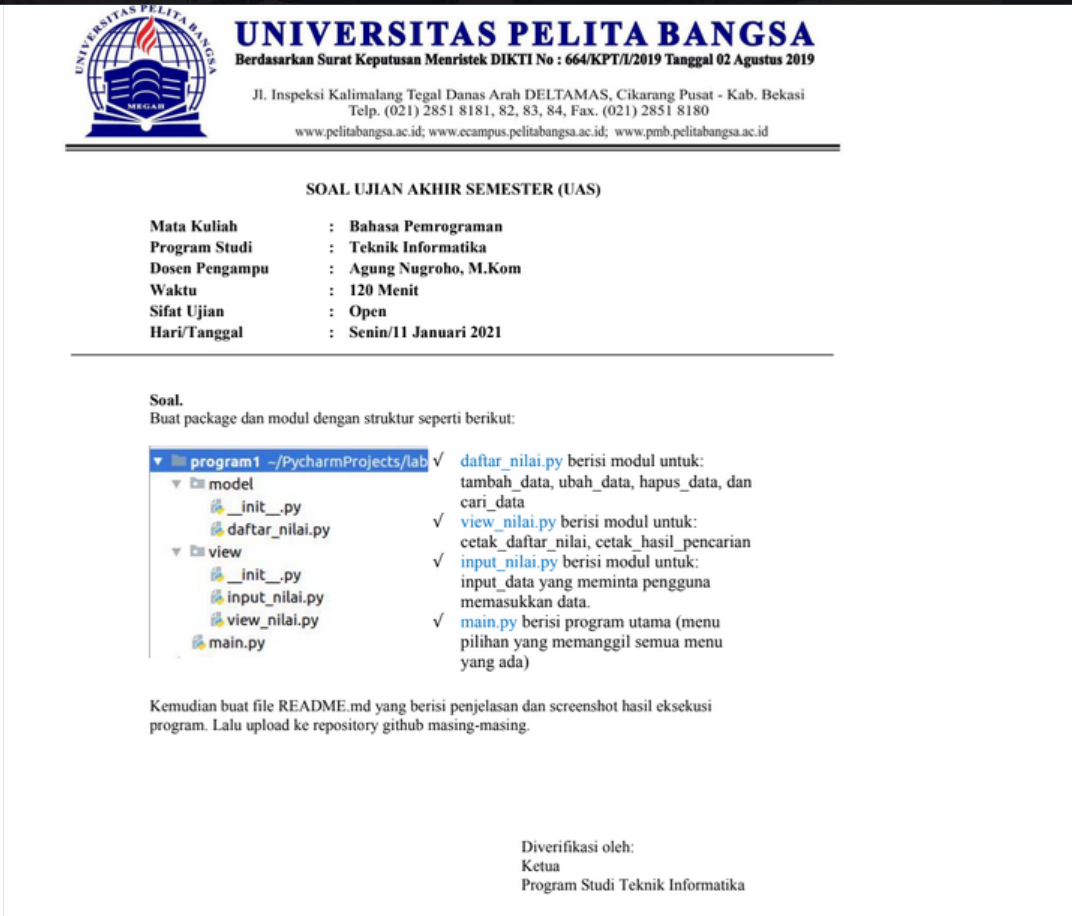 UNIVERSITAS PELITA BANGSA
MEGAH
UNIVERSITAS PELITA BANGSA
Berdasarkan Surat Keputusan Menristek DIKTI No : 664/KPT/I/2019 Tanggal 02 Agustus 2019
Jl. Inspeksi Kalimalang Tegal Danas Arah DELTAMAS, Cikarang Pusat - Kab. Bekasi
Telp. (021) 2851 8181, 82, 83, 84, Fax. (021) 2851 8180
www.pelitabangsa.ac.id; www.ecampus.pelitabangsa.ac.id; www.pmb.pelitabangsa.ac.id
SOAL UJIAN AKHIR SEMESTER (UAS)
Mata Kuliah : Bahasa Pemrograman
Program Studi : Teknik Informatika
Dosen Pengampu : Agung Nugroho, M.Kom
Waktu : 120 Menit
Sifat Ujian : Open
Hari/Tanggal : Senin/11 Januari 2021
Soal.
Buat package dan modul dengan struktur seperti berikut:
program1 ~/PycharmProjects/lab
model
__init__.py
daftar_nilai.py
view
__init__.py
input_nilai.py
view_nilai.py
main.py
√ daftar_nilai.py berisi modul untuk:
tambah_data, ubah_data, hapus_data, dan
cari_data
√ view_nilai.py berisi modul untuk:
cetak_daftar_nilai, cetak_hasil_pencarian
√ input_nilai.py berisi modul untuk:
input_data yang meminta pengguna
memasukkan data.
√ main.py berisi program utama (menu
pilihan yang memanggil semua menu
yang ada)
Kemudian buat file README.md yang berisi penjelasan dan screenshot hasil eksekusi
program. Lalu upload ke repository github masing-masing.
Diverifikasi oleh:
Ketua
Program Studi Teknik Informatika